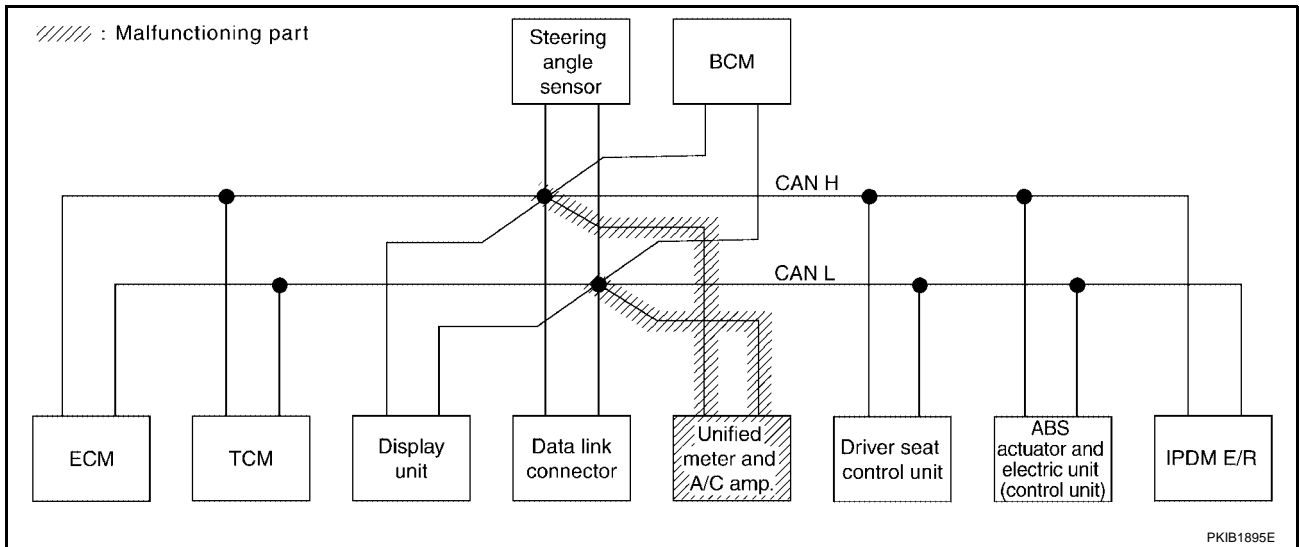 : Malfunctioning part
Steering
angle
sensor
BCM
CAN H
CAN L
ECM
TCM
Display
unit
Data link
connector
Unified
meter and
A/C amp.
Driver seat
control unit
ABS
actuator and
electric unit
(control unit)
IPDM E/R
PKIB1895E